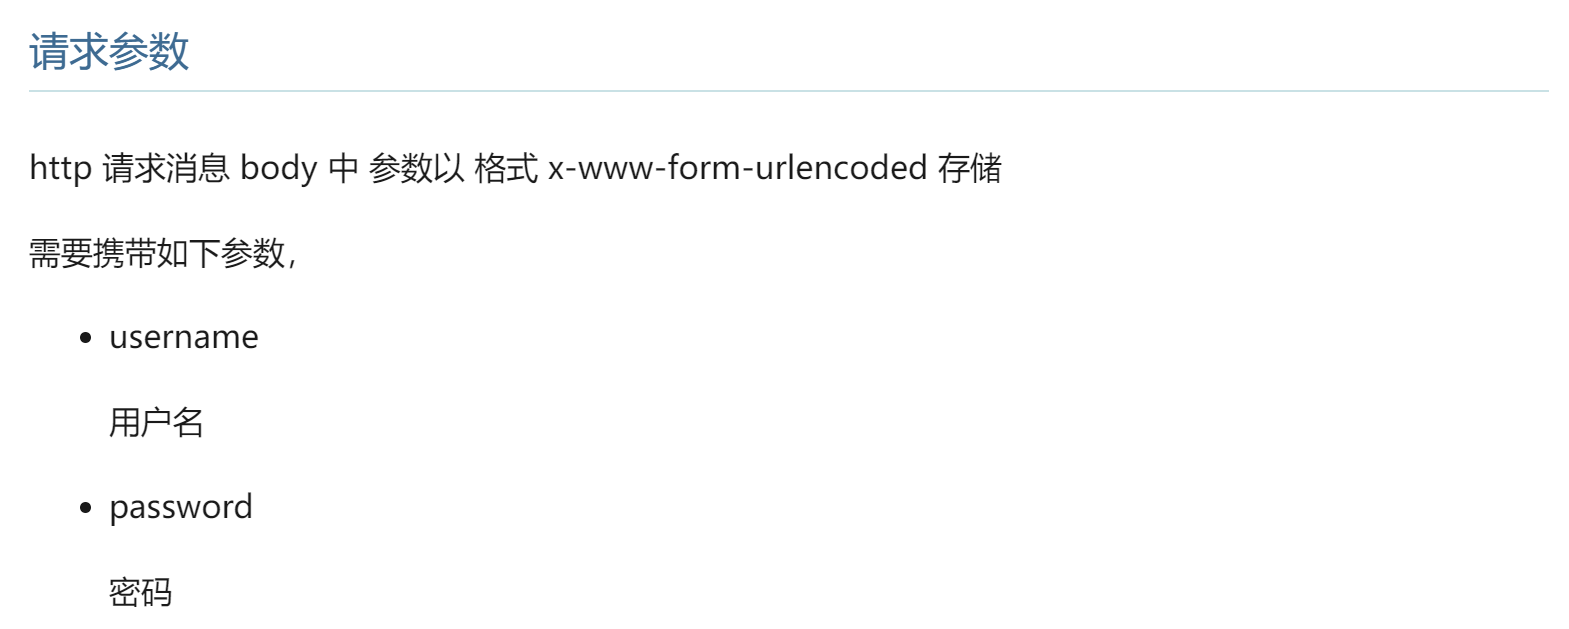 请求参数
http 请求消息 body 中 参数以 格式 x-www-form-urlencoded 存储
需要携带如下参数，
username
用户名
password
密码